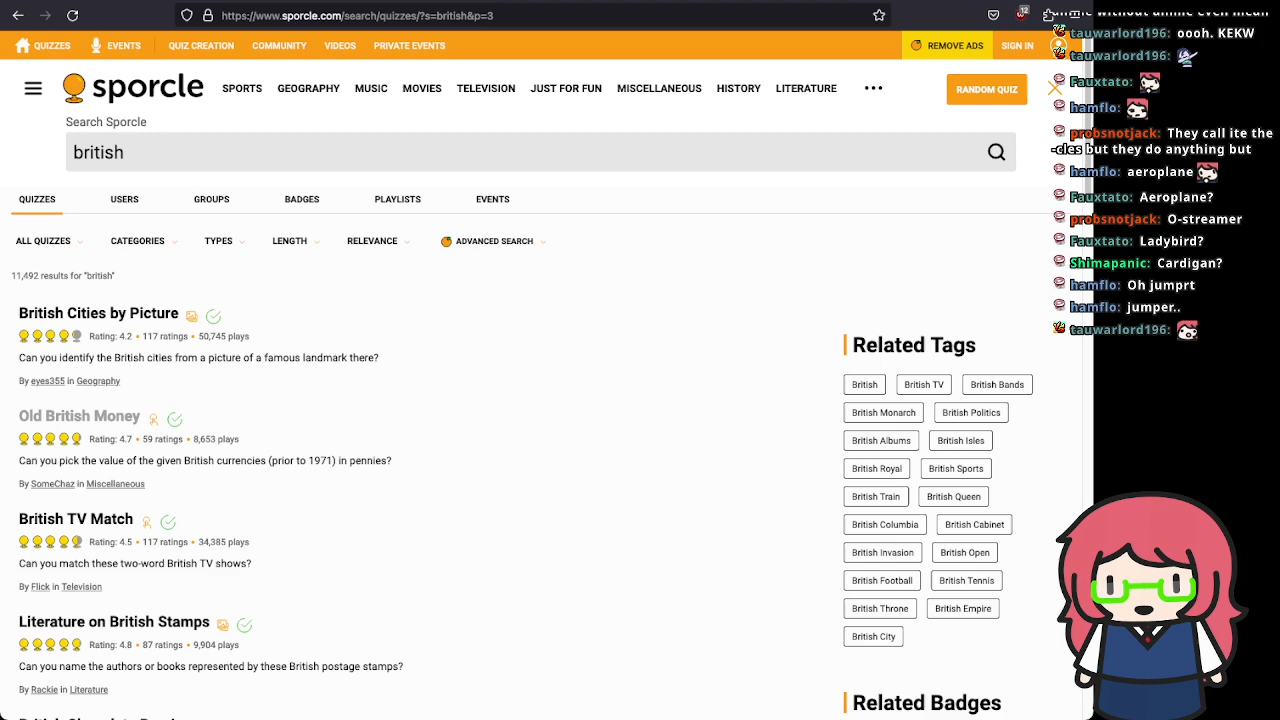 https://www.sporcle.com/search/quizzes/?s=british&p=3
12
QUIZZES
EVENTS
QUIZ CREATION
COMMUNITY
VIDEOS
PRIVATE EVENTS
REMOVE ADS
SIGN IN
sporcle
SPORTS
GEOGRAPHY
MUSIC
MOVIES
TELEVISION
JUST FOR FUN
MISCELLANEOUS
HISTORY
LITERATURE
RANDOM QUIZ
Search Sporcle
british
QUIZZES
USERS
GROUPS
BADGES
PLAYLISTS
EVENTS
ALL QUIZZES
CATEGORIES
TYPES
LENGTH
RELEVANCE
ADVANCED SEARCH
11,492 results for "british"
British Cities by Picture
Rating: 4.2 • 117 ratings • 50,745 plays
Can you identify the British cities from a picture of a famous landmark there?
By eyes355 in Geography
Old British Money
Rating: 4.7 • 59 ratings • 8,653 plays
Can you pick the value of the given British currencies (prior to 1971) in pennies?
By SomeChaz in Miscellaneous
British TV Match
Rating: 4.5 • 117 ratings • 34,385 plays
Can you match these two-word British TV shows?
By Flick in Television
Literature on British Stamps
Rating: 4.8 • 87 ratings • 9,904 plays
Can you name the authors or books represented by these British postage stamps?
By Rackie in Literature
Related Tags
British
British TV
British Bands
British Monarch
British Politics
British Albums
British Isles
British Royal
British Sports
British Train
British Queen
British Columbia
British Cabinet
British Invasion
British Open
British Football
British Tennis
British Throne
British Empire
British City
Related Badges
tauwarlord196: oooh. KEKW
tauwarlord196:
Fauxtato:
hamflo:
probsnotjack: They call ite the
-cles but they do anything but
hamflo: aeroplane
Fauxtato: Aeroplane?
probsnotjack: O-streamer
Fauxtato: Ladybird?
Shimapanic: Cardigan?
hamflo: Oh jumprt
hamflo: jumper..
tauwarlord196: